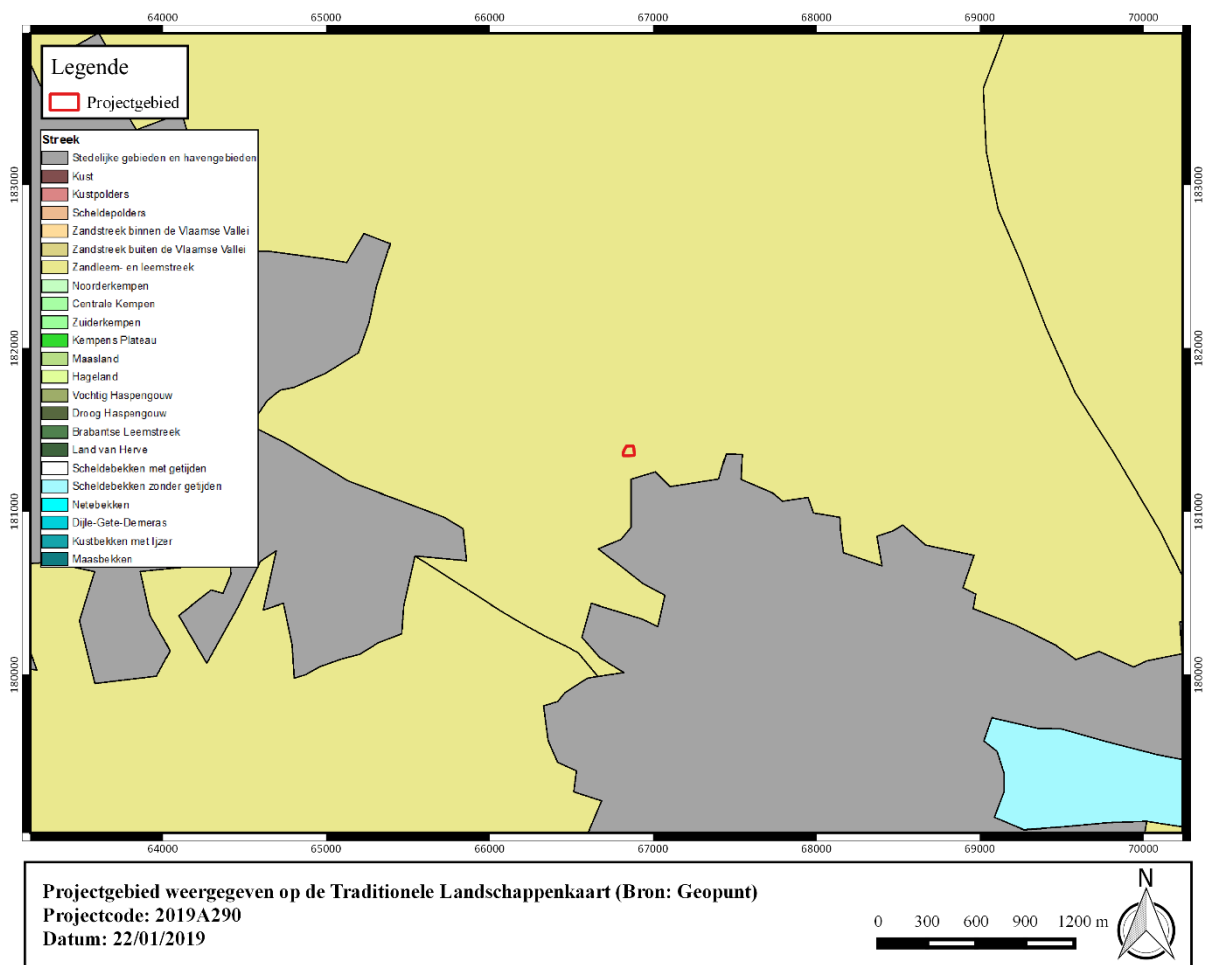 64000 65000 66000 67000 68000 69000 70000
Legende
Projectgebied
Streek
Stedelijke gebieden en havengebieden
Kust
Kustpolders
Scheldepolders
Zandstreek binnen de Vlaamse Vallei
Zandstreek buiten de Vlaamse Vallei
Zandleem- en leemstreek
Noorderkempen
Centrale Kempen
Zuiderkempen
Kempens Plateau
Maasland
Hageland
Vochtig Haspengouw
Droog Haspengouw
Brabantse Leemstreek
Land van Herve
Scheldebekken met getijden
Scheldebekken zonder getijden
Netebekken
Dijle-Gete-Demeras
Kustbekken met Ijzer
Maasbekken
183000 183000
182000 182000
181000 181000
180000 180000
64000 65000 66000 67000 68000 69000 70000
Projectgebied weergegeven op de Traditionele Landschappenkaart (Bron: Geopunt)
Projectcode: 2019A290
Datum: 22/01/2019
0 300 600 900 1200 m
N